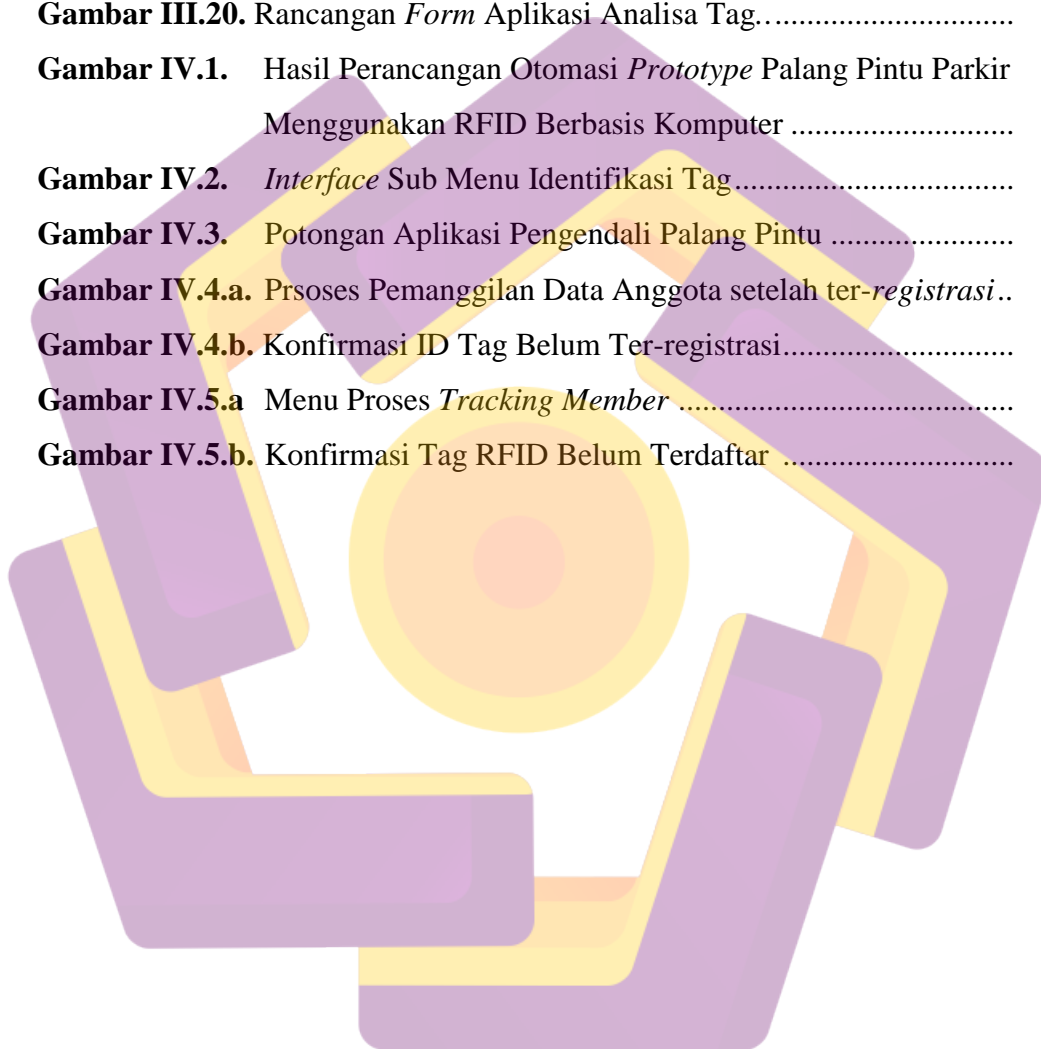 Gambar III.20. Rancangan Form Aplikasi Analisa Tag.................................
Gambar IV.1. Hasil Perancangan Otomasi Prototype Palang Pintu Parkir
Menggunakan RFID Berbasis Komputer .............................
Gambar IV.2. Interface Sub Menu Identifikasi Tag....................................
Gambar IV.3. Potongan Aplikasi Pengendali Palang Pintu ........................
Gambar IV.4.a. Prsoses Pemanggilan Data Anggota setelah ter-registrasi..
Gambar IV.4.b. Konfirmasi ID Tag Belum Ter-registrasi..............................
Gambar IV.5.a Menu Proses Tracking Member ...........................................
Gambar IV.5.b. Konfirmasi Tag RFID Belum Terdaftar ..............................